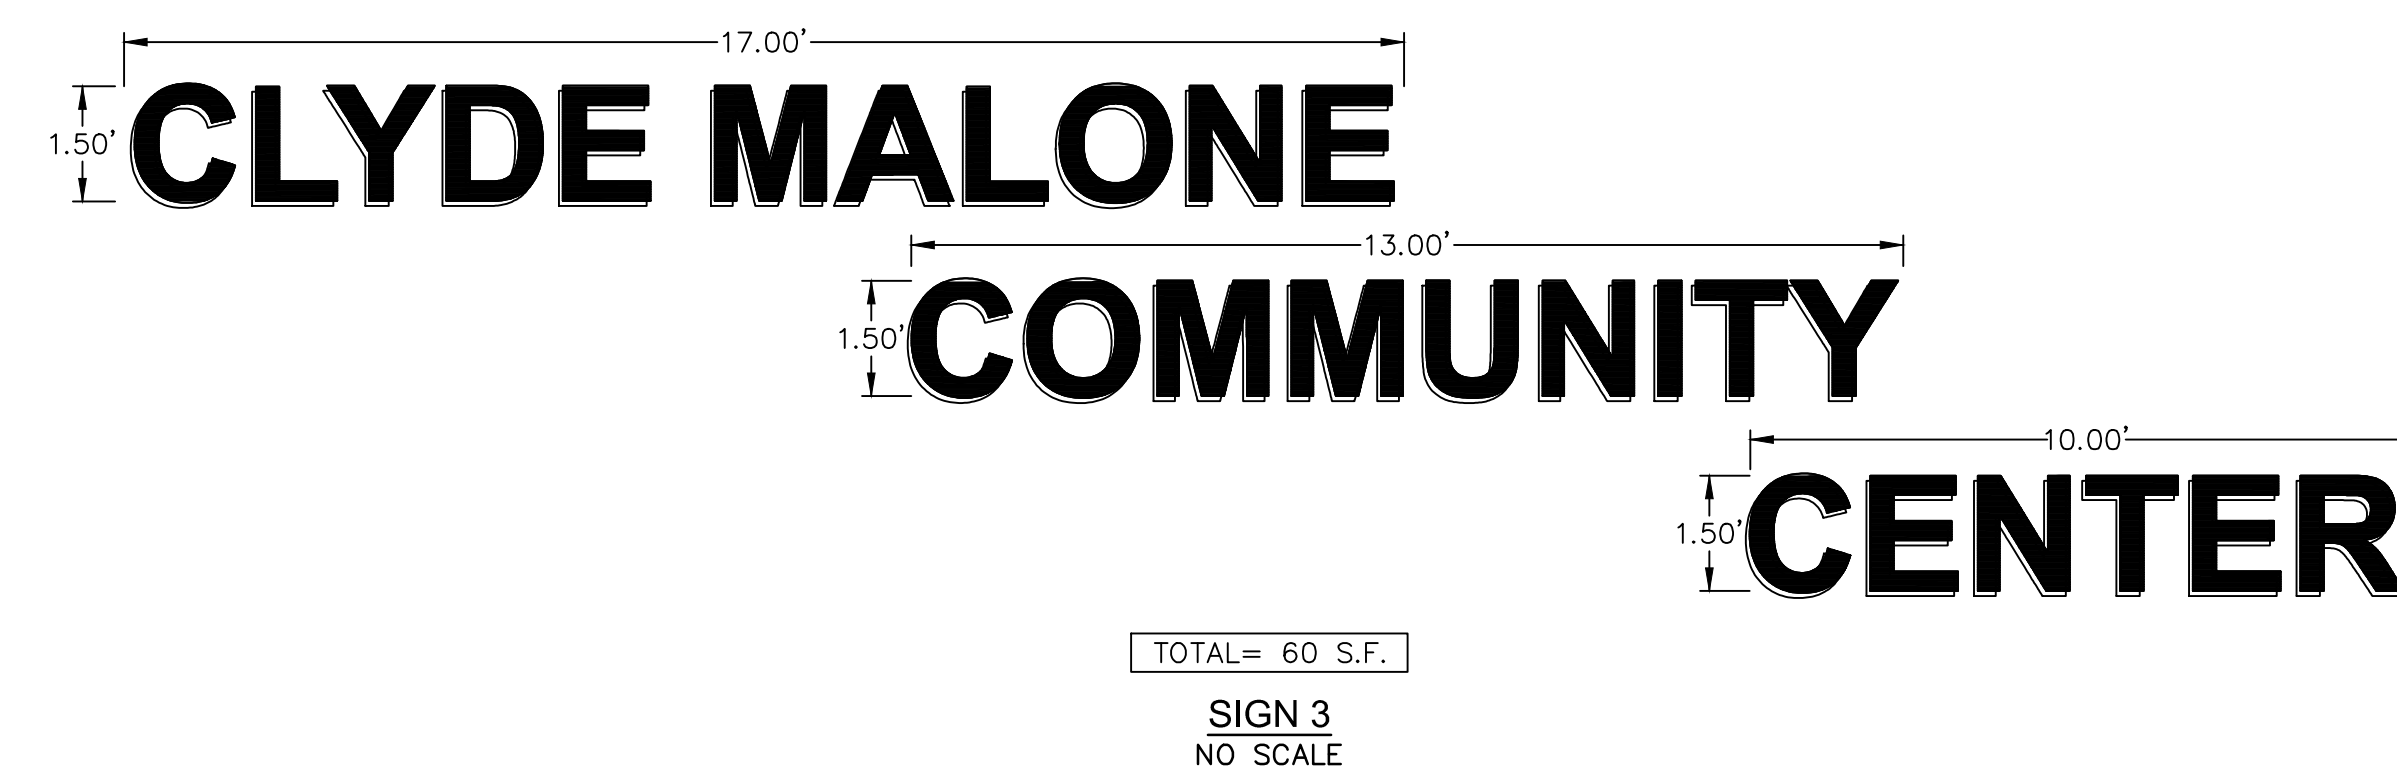 17.00'
CLYDE MALONE
1.50'
13.00'
COMMUNITY
1.50'
10.00'
CENTER
1.50'
TOTAL= 60 S.F.
SIGN 3
NO SCALE